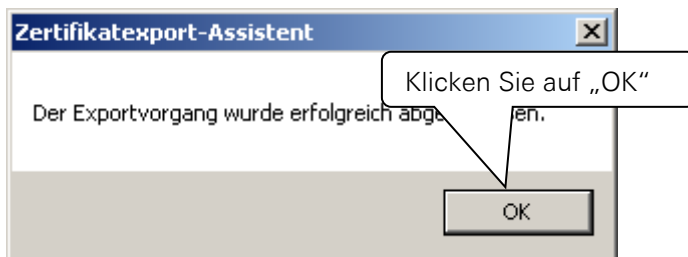 Zertifikatexport-Assistent
Klicken Sie auf „OK“
Der Exportvorgang wurde erfolgreich
OK